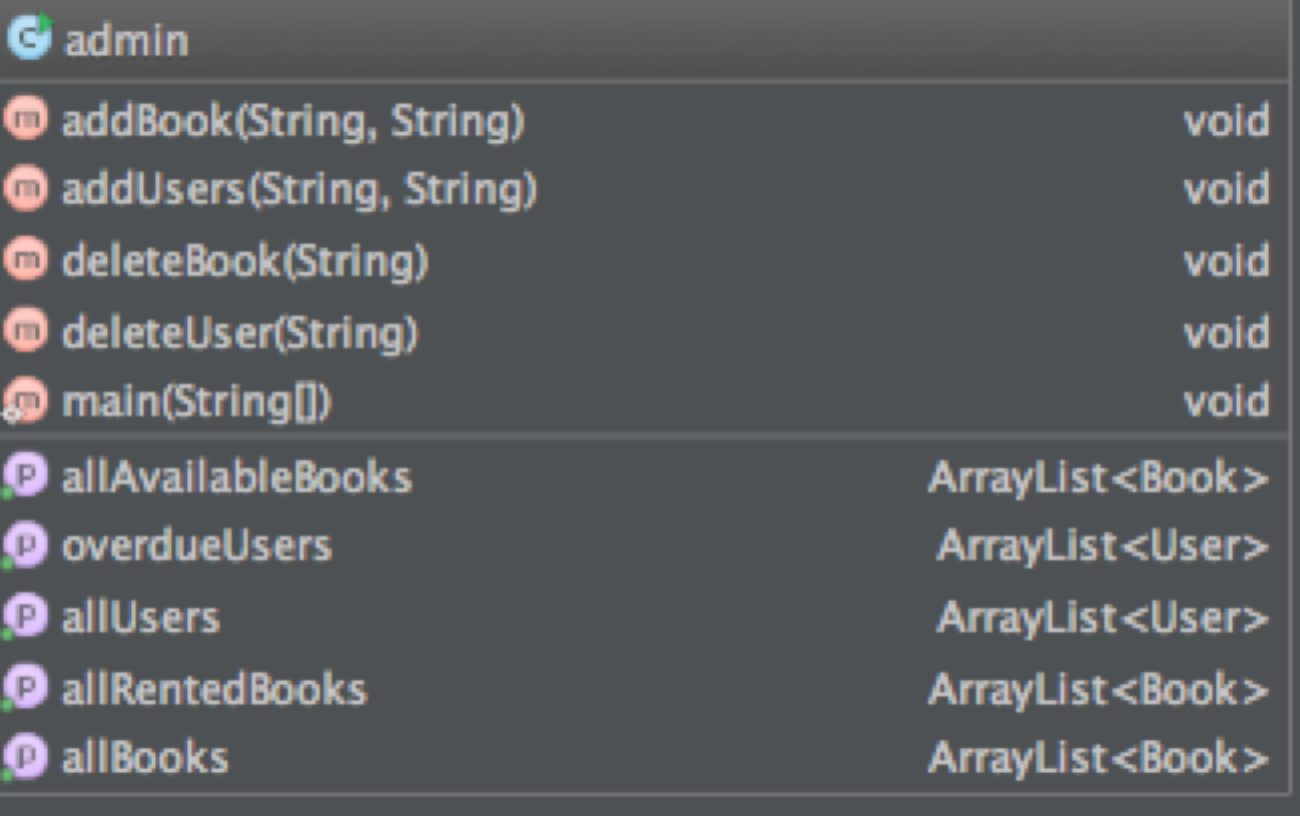 admin
addBook(String, String) void
addUsers(String, String) void
deleteBook(String) void
deleteUser(String) void
main(String[]) void
allAvailableBooks ArrayList<Book>
overdueUsers ArrayList<User>
allUsers ArrayList<User>
allRentedBooks ArrayList<Book>
allBooks ArrayList<Book>